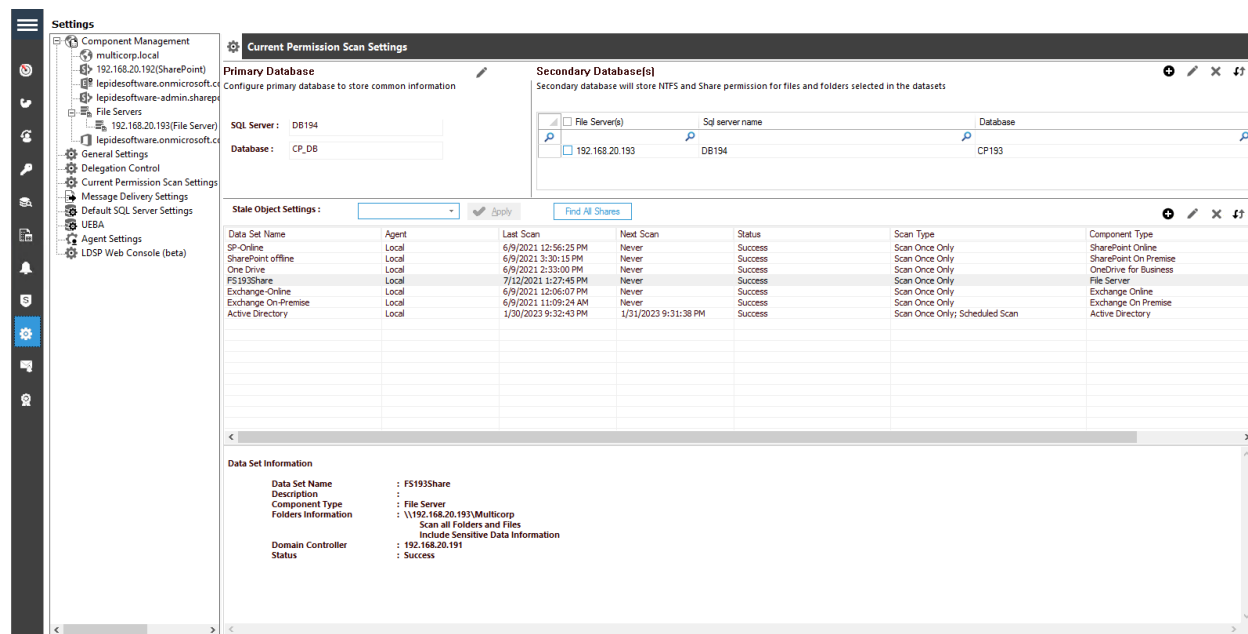 Settings
Component Management
multicorp.local
192.168.20.192(SharePoint)
lepidesoftware.onmicrosoft.cc
lepidesoftware-admin.sharepc
File Servers
192.168.20.193(File Server)
lepidesoftware.onmicrosoft.cc
General Settings
Delegation Control
Current Permission Scan Settings
Message Delivery Settings
Default SQL Server Settings
UEBA
Agent Settings
LDSP Web Console (beta)
Current Permission Scan Settings
Primary Database
Configure primary database to store common information
SQL Server : DB194
Database : CP_DB
Secondary Database(s)
Secondary database will store NTFS and Share permission for files and folders selected in the datasets
File Server(s) Sql server name Database
192.168.20.193 DB194 CP193
Stale Object Settings : Apply Find All Shares
Data Set Name Agent Last Scan Next Scan Status Scan Type Component Type
SP-Online Local 6/9/2021 12:56:25 PM Never Success Scan Once Only SharePoint Online
SharePoint offline Local 6/9/2021 3:30:15 PM Never Success Scan Once Only SharePoint On Premise
One Drive Local 6/9/2021 2:33:00 PM Never Success Scan Once Only OneDrive for Business
FS193Share Local 7/12/2021 1:27:45 PM Never Success Scan Once Only File Server
Exchange-Online Local 6/9/2021 12:06:07 PM Never Success Scan Once Only Exchange Online
Exchange On-Premise Local 6/9/2021 11:09:24 AM Never Success Scan Once Only Exchange On Premise
Active Directory Local 1/30/2023 9:32:43 PM 1/31/2023 9:31:38 PM Success Scan Once Only; Scheduled Scan Active Directory
Data Set Information
Data Set Name : FS193Share
Description :
Component Type : File Server
Folders Information : \\192.168.20.193\Multicorp
Scan all Folders and Files
Include Sensitive Data Information
Domain Controller : 192.168.20.191
Status : Success